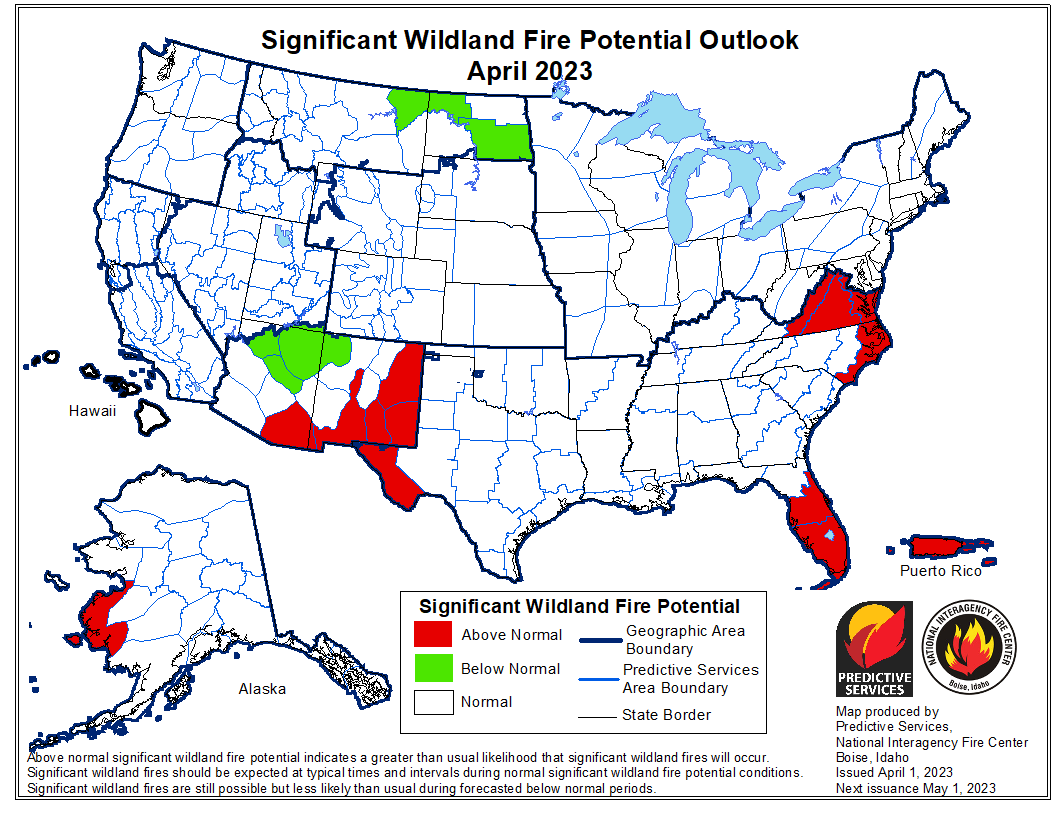 Significant Wildland Fire Potential Outlook
April 2023
Hawaii
Puerto Rico
Alaska
Significant Wildland Fire Potential
Above Normal
Below Normal
Normal
Geographic Area
Boundary
Predictive Services
Area Boundary
State Border
PREDICTIVE
SERVICES
NATIONAL INTERAGENCY FIRE CENTER
Boise, Idaho
Map produced by
Predictive Services,
National Interagency Fire Center
Boise, Idaho
Issued April 1, 2023
Next issuance May 1, 2023
Above normal significant wildland fire potential indicates a greater than usual likelihood that significant wildland fires will occur.
Significant wildland fires should be expected at typical times and intervals during normal significant wildland fire potential conditions.
Significant wildland fires are still possible but less likely than usual during forecasted below normal periods.